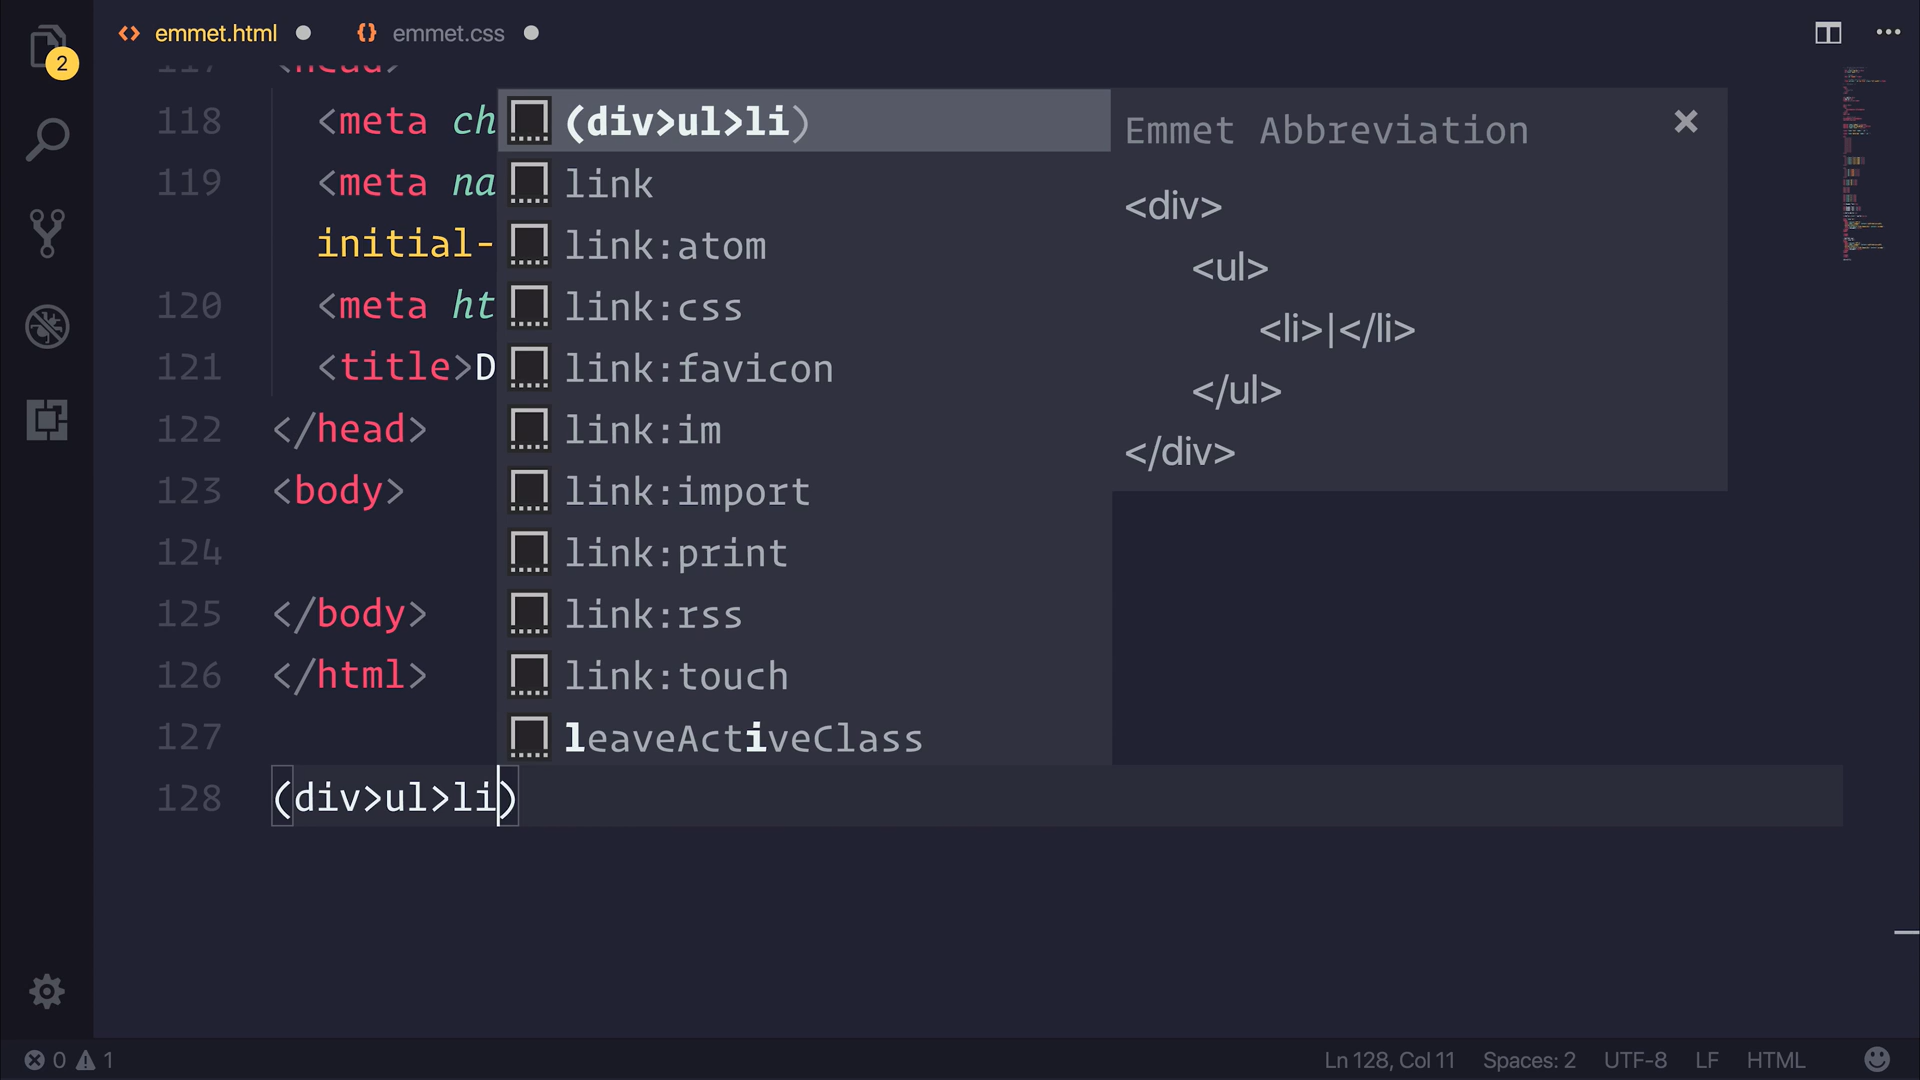 emmet.html
emmet.css
2
117 <head>
118 <meta ch
119 <meta na
initial-
120 <meta ht
121 <title>D
122 </head>
123 <body>
124
125 </body>
126 </html>
127
128 (div>ul>li)
(div>ul>li)
link
link:atom
link:css
link:favicon
link:im
link:import
link:print
link:rss
link:touch
leaveActiveClass
Emmet Abbreviation
<div>
<ul>
<li>|</li>
</ul>
</div>
0 1
Ln 128, Col 11 Spaces: 2 UTF-8 LF HTML